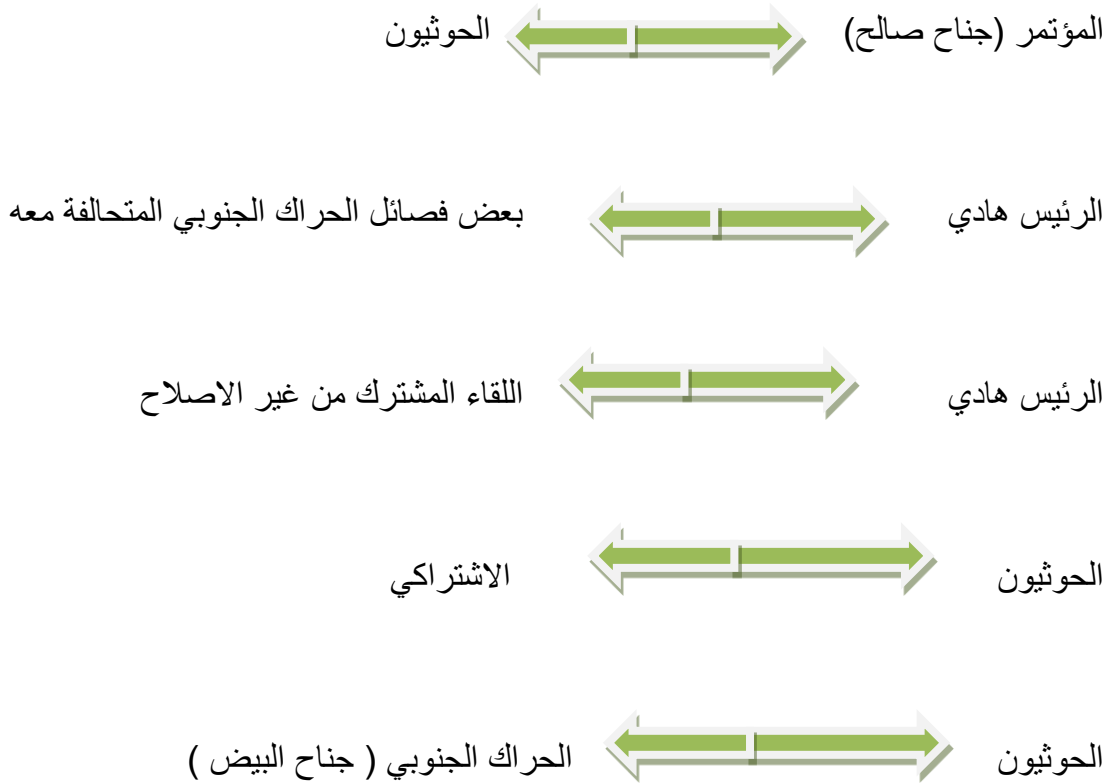 المؤتمر (جناح صالح) الحوثيون
الرئيس هادي بعض فصائل الحراك الجنوبي المتحالفة معه
الرئيس هادي اللقاء المشترك من غير الاصلاح
الحوثيون الاشتراكي
الحوثيون الحراك الجنوبي ( جناح البيض )